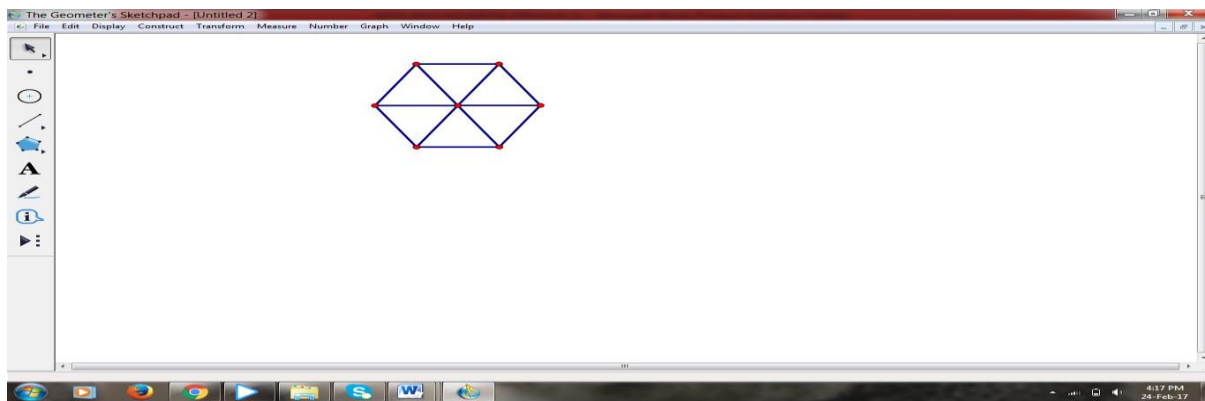 The Geometer's Sketchpad - [Untitled 2]
File Edit Display Construct Transform Measure Number Graph Window Help
A
i
S
W
4:17 PM
24-Feb-17